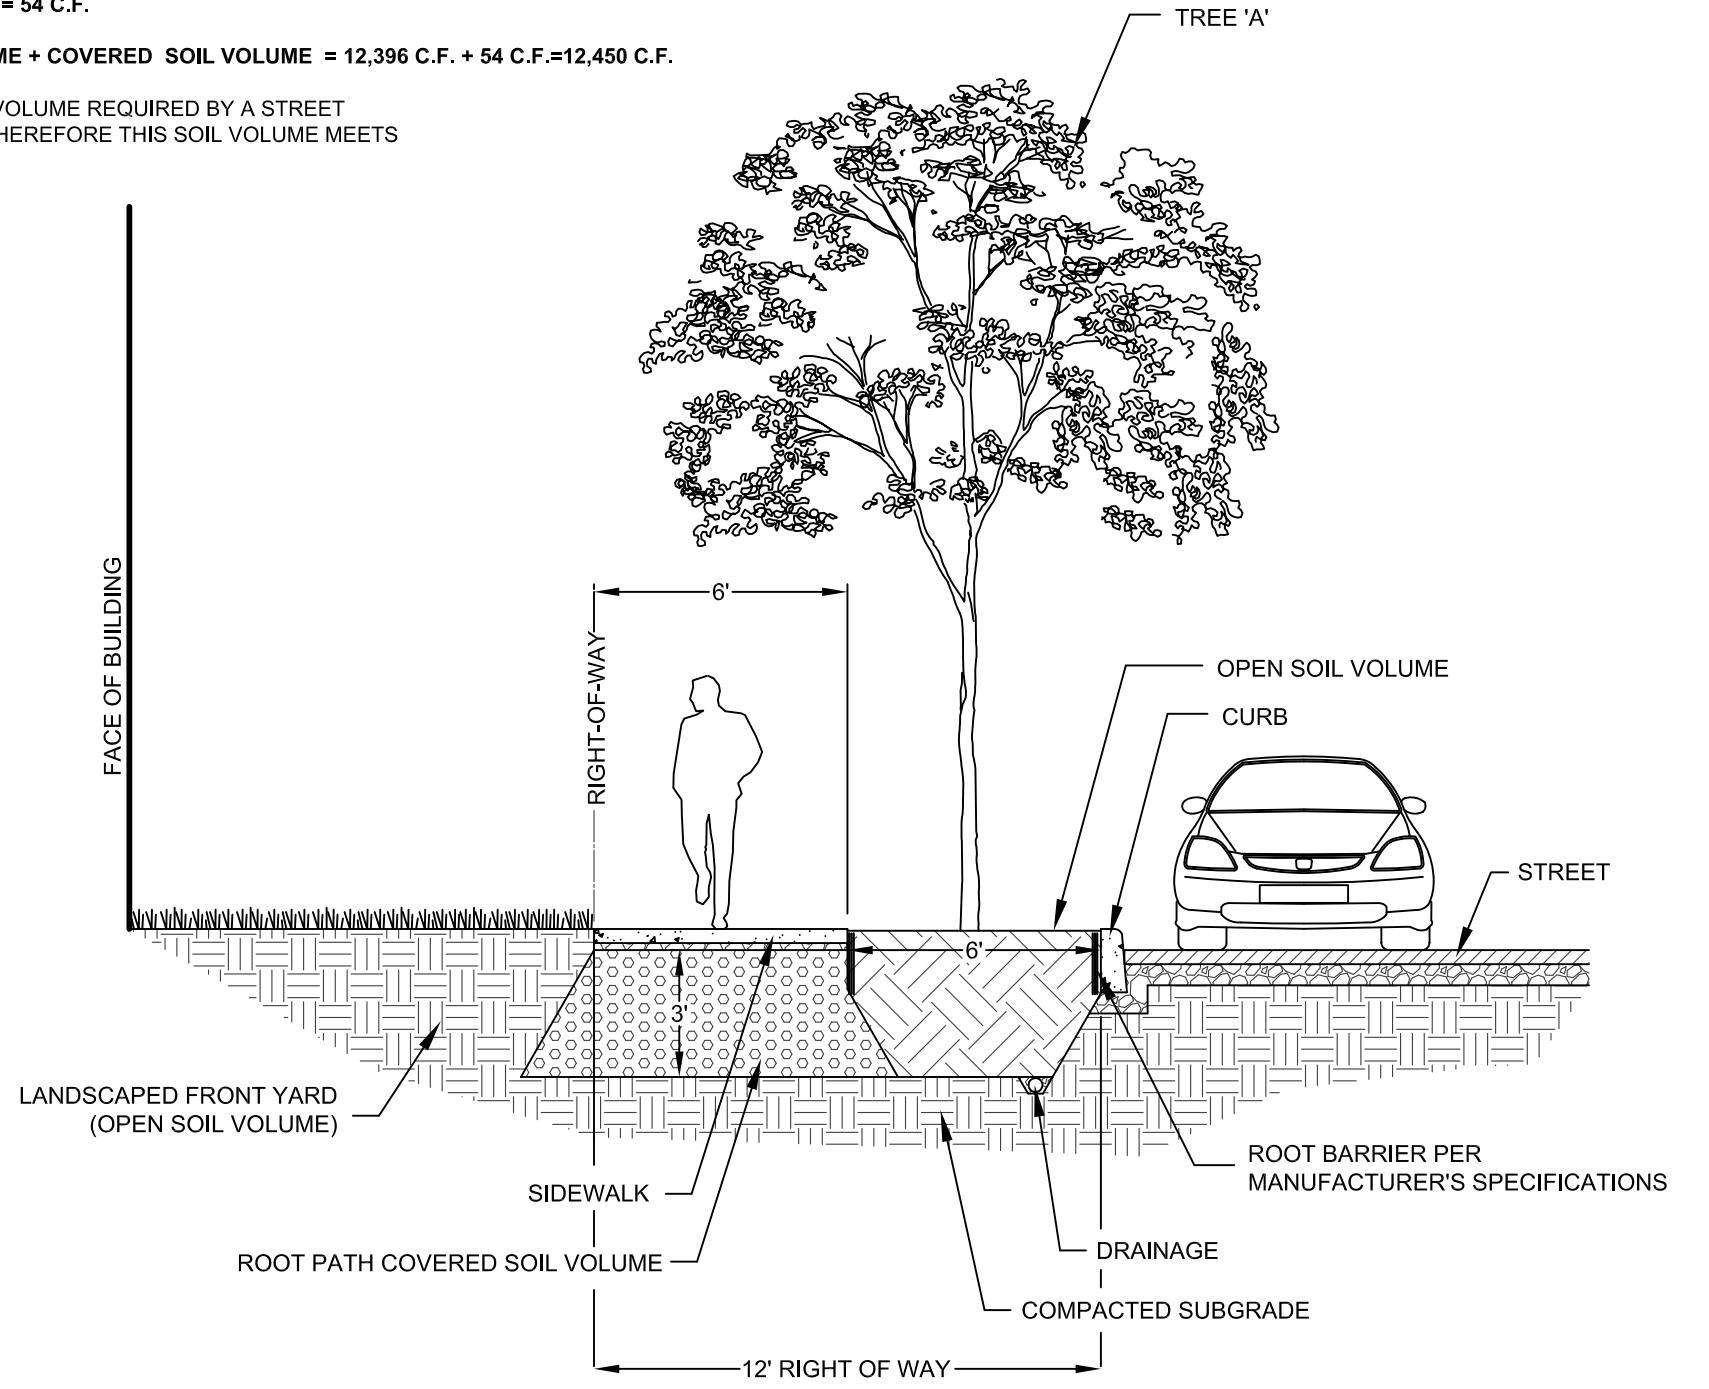 = 54 C.F.
ME + COVERED SOIL VOLUME = 12,396 C.F. + 54 C.F.=12,450 C.F.
VOLUME REQUIRED BY A STREET
HEREFORE THIS SOIL VOLUME MEETS
TREE 'A'
FACE OF BUILDING
6'
RIGHT-OF-WAY
OPEN SOIL VOLUME
CURB
STREET
6'
3'
LANDSCAPED FRONT YARD
(OPEN SOIL VOLUME)
ROOT BARRIER PER
MANUFACTURER'S SPECIFICATIONS
SIDEWALK
DRAINAGE
ROOT PATH COVERED SOIL VOLUME
COMPACTED SUBGRADE
12' RIGHT OF WAY